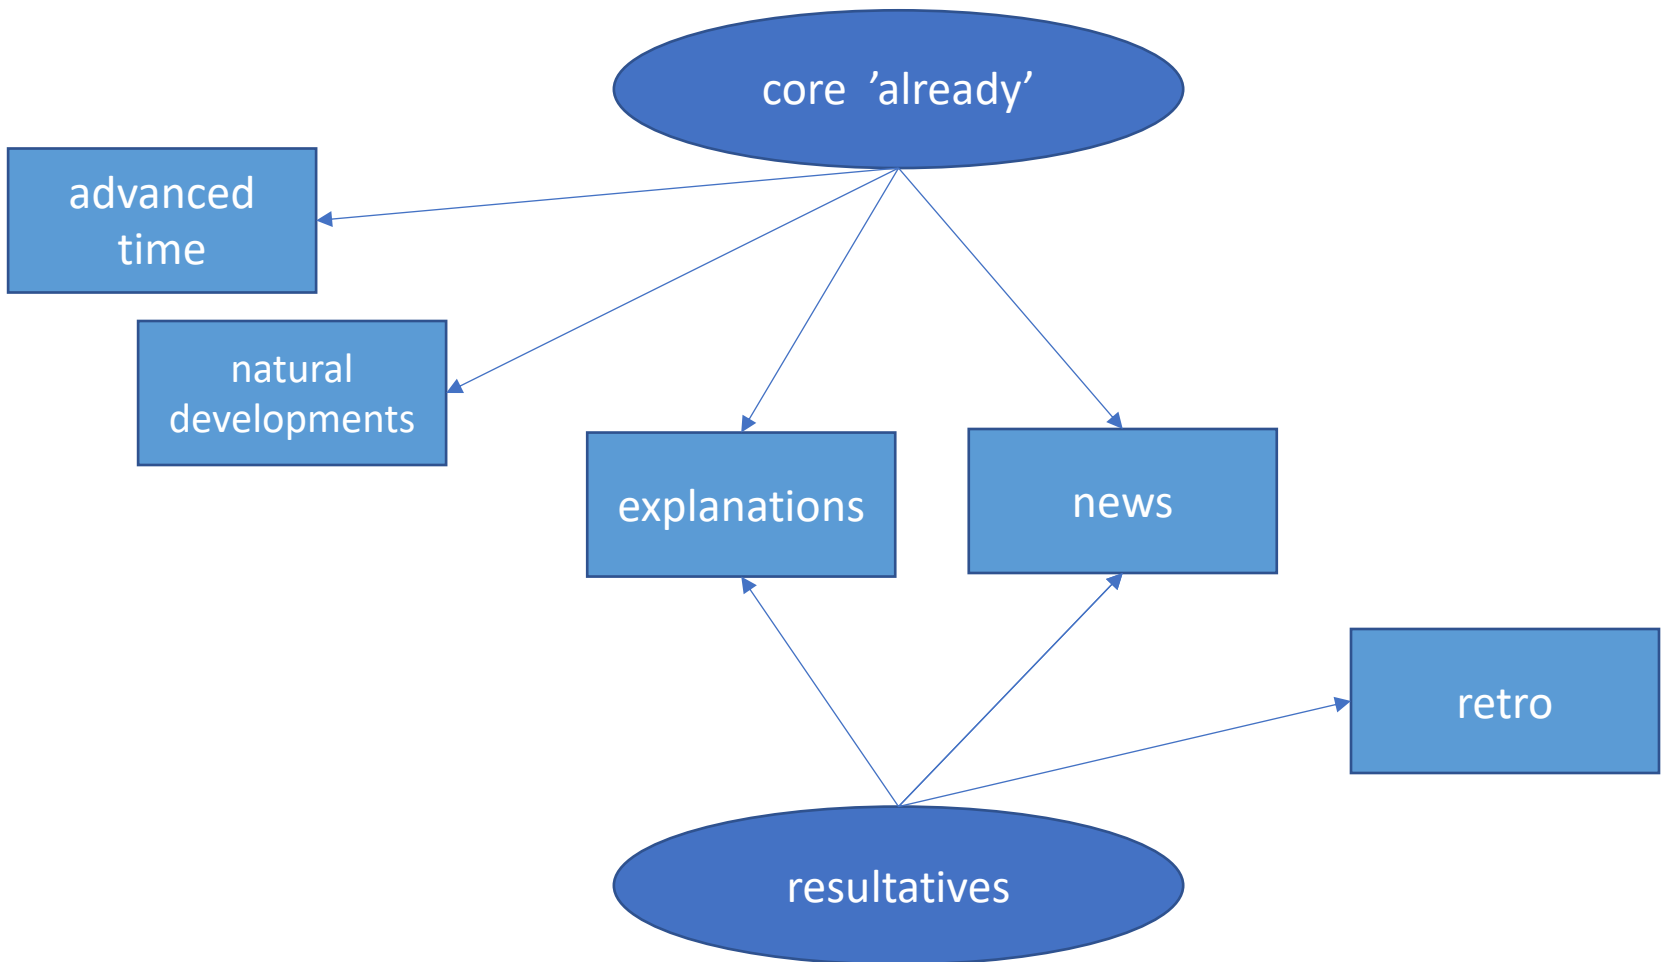 core  ’already’
advanced
time
natural
developments
explanations
news
retro
resultatives